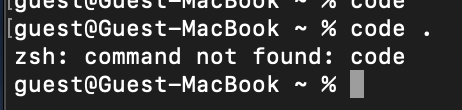 [guest@Guest-MacBook ~ % code
[guest@Guest-MacBook ~ % code .
zsh: command not found: code
guest@Guest-MacBook ~ %